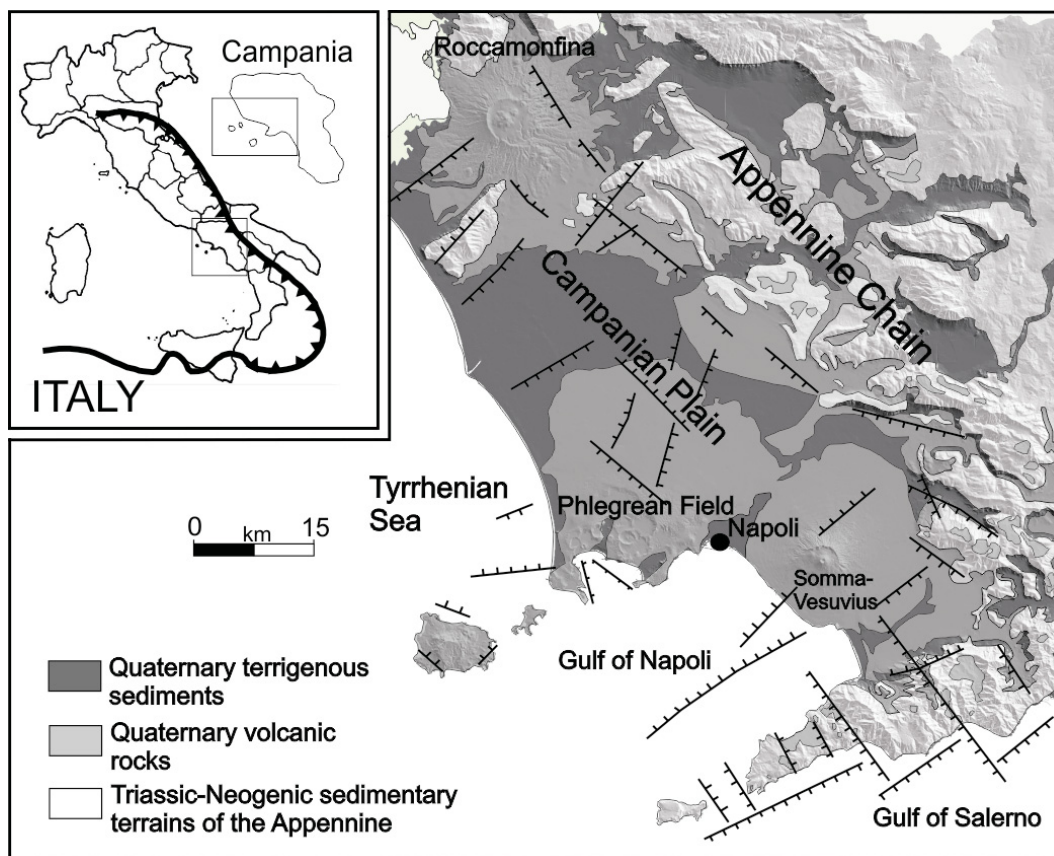 Campania
ITALY
Roccamonfina
Appennine Chain
Campanian Plain
Tyrrhenian
Sea
0 15
km
Phlegrean Field
Napoli
Somma-
Vesuvius
Gulf of Napoli
Gulf of Salerno
Quaternary terrigenous
sediments
Quaternary volcanic
rocks
Triassic-Neogenic sedimentary
terrains of the Appennine